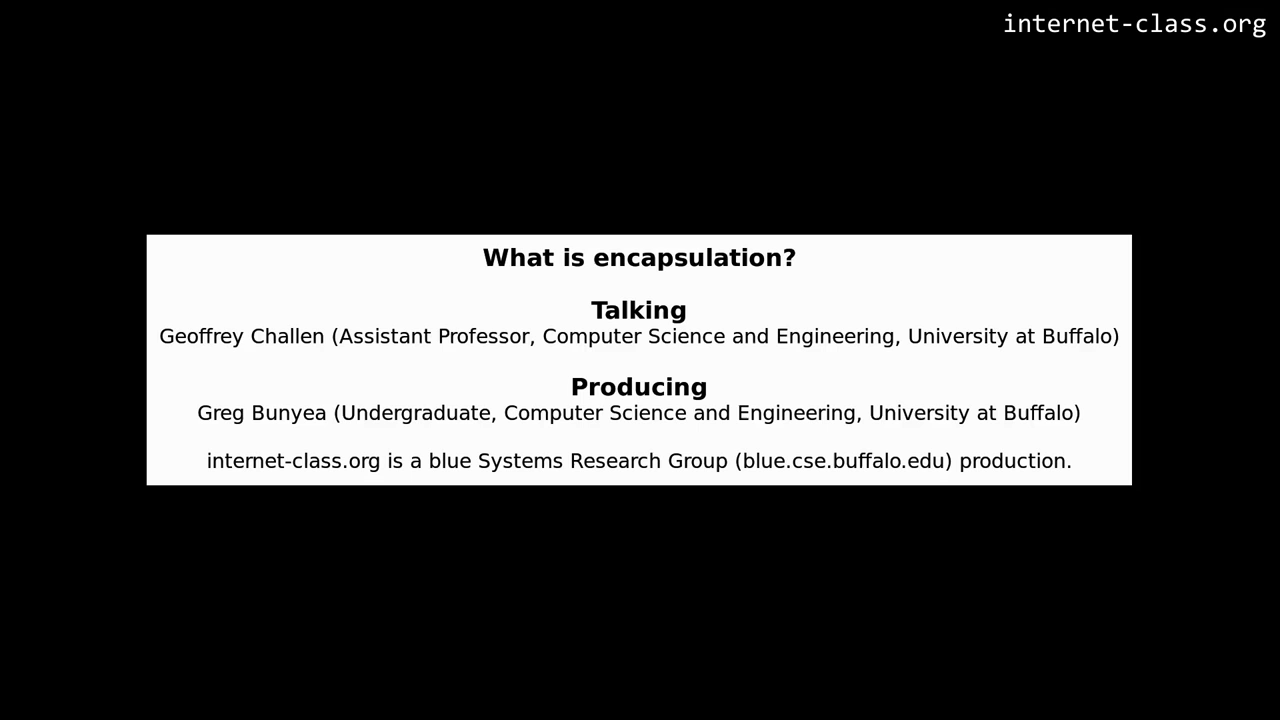 internet-class.org
What is encapsulation?
Talking
Geoffrey Challen (Assistant Professor, Computer Science and Engineering, University at Buffalo)
Producing
Greg Bunyea (Undergraduate, Computer Science and Engineering, University at Buffalo)
internet-class.org is a blue Systems Research Group (blue.cse.buffalo.edu) production.